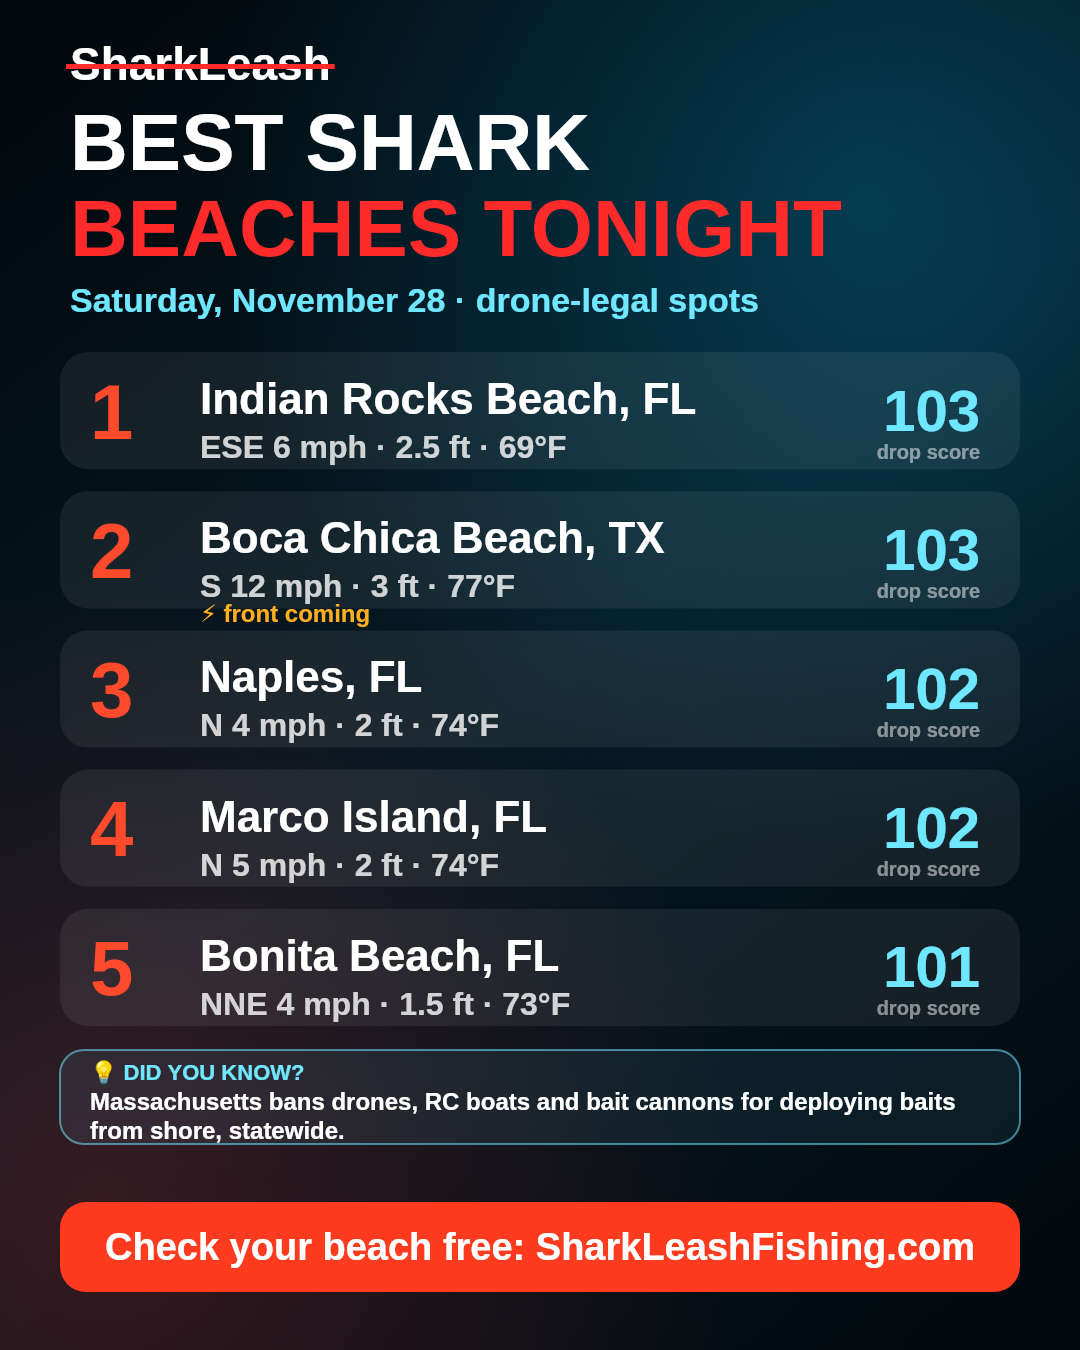 SharkLeash
BEST SHARK
BEACHES TONIGHT
Saturday, November 28 · drone-legal spots
1
Indian Rocks Beach, FL
ESE 6 mph · 2.5 ft · 69°F
103
drop score
2
Boca Chica Beach, TX
S 12 mph · 3 ft · 77°F
⚡ front coming
103
drop score
3
Naples, FL
N 4 mph · 2 ft · 74°F
102
drop score
4
Marco Island, FL
N 5 mph · 2 ft · 74°F
102
drop score
5
Bonita Beach, FL
NNE 4 mph · 1.5 ft · 73°F
101
drop score
💡 DID YOU KNOW?
Massachusetts bans drones, RC boats and bait cannons for deploying baits
from shore, statewide.
Check your beach free: SharkLeashFishing.com